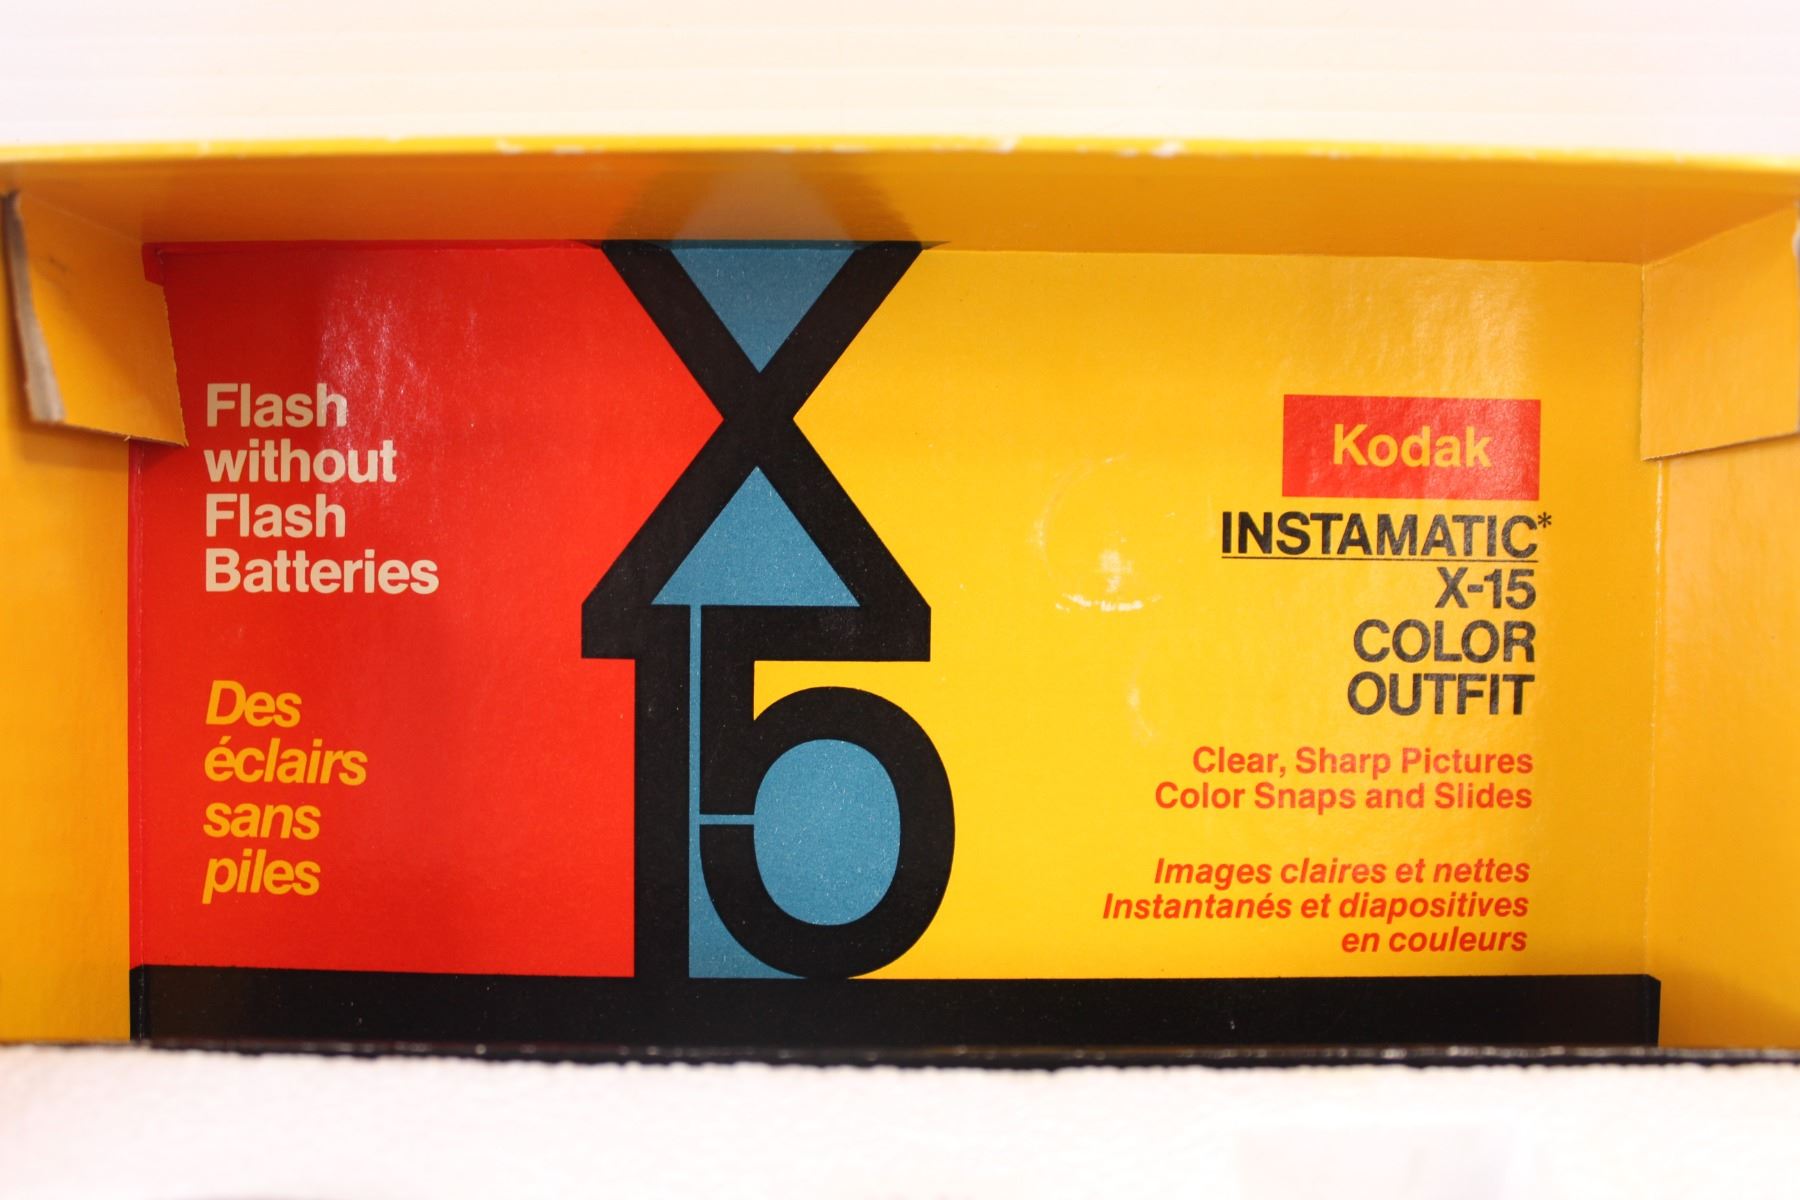 Flash
without
Flash
Batteries
Des
éclairs
sans
piles
X
15
Kodak
INSTAMATIC*
X-15
COLOR
OUTFIT
Clear, Sharp Pictures
Color Snaps and Slides
Images claires et nettes
Instantanés et diapositives
en couleurs